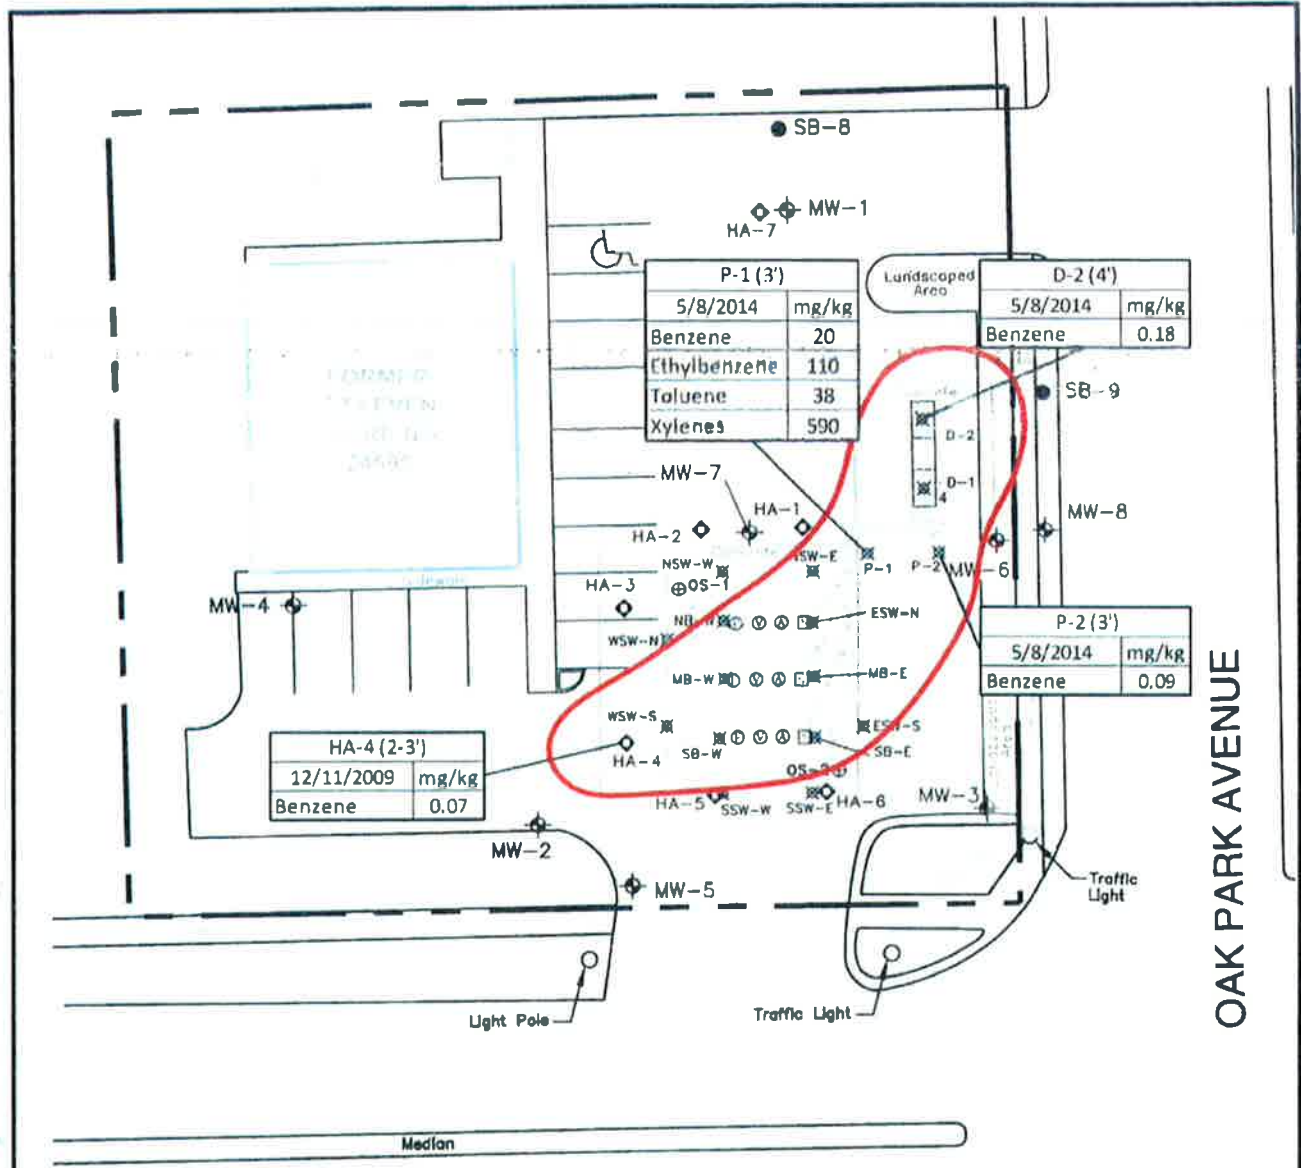 SB-8
MW-1
HA-7
P-1 (3')
5/8/2014 mg/kg
Benzene 20
Ethylbenzene 110
Toluene 38
Xylenes 590
Landscaped
Area
D-2 (4')
5/8/2014 mg/kg
Benzene 0.18
SB-9
D-2
D-1
4
MW-7
HA-1
HA-2
MW-8
NSW-W
NSW-E
P-1
P-2
MW-6
OS-1
HA-3
MW-4
NB-W
ESW-N
WSW-N
P-2 (3')
5/8/2014 mg/kg
Benzene 0.09
MB-W
MB-E
WSW-S
ESW-S
HA-4 (2-3')
12/11/2009 mg/kg
Benzene 0.07
HA-4
SB-W
SB-E
OS-2
HA-5
SSW-W
SSW-E
HA-6
MW-3
MW-2
MW-5
Traffic
Light
Light Pole
Traffic Light
OAK PARK AVENUE
Median